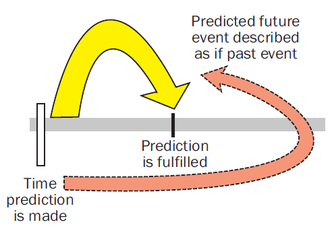 Predicted future
event described
as if past event
Prediction
is fulfilled
Time
prediction
is made